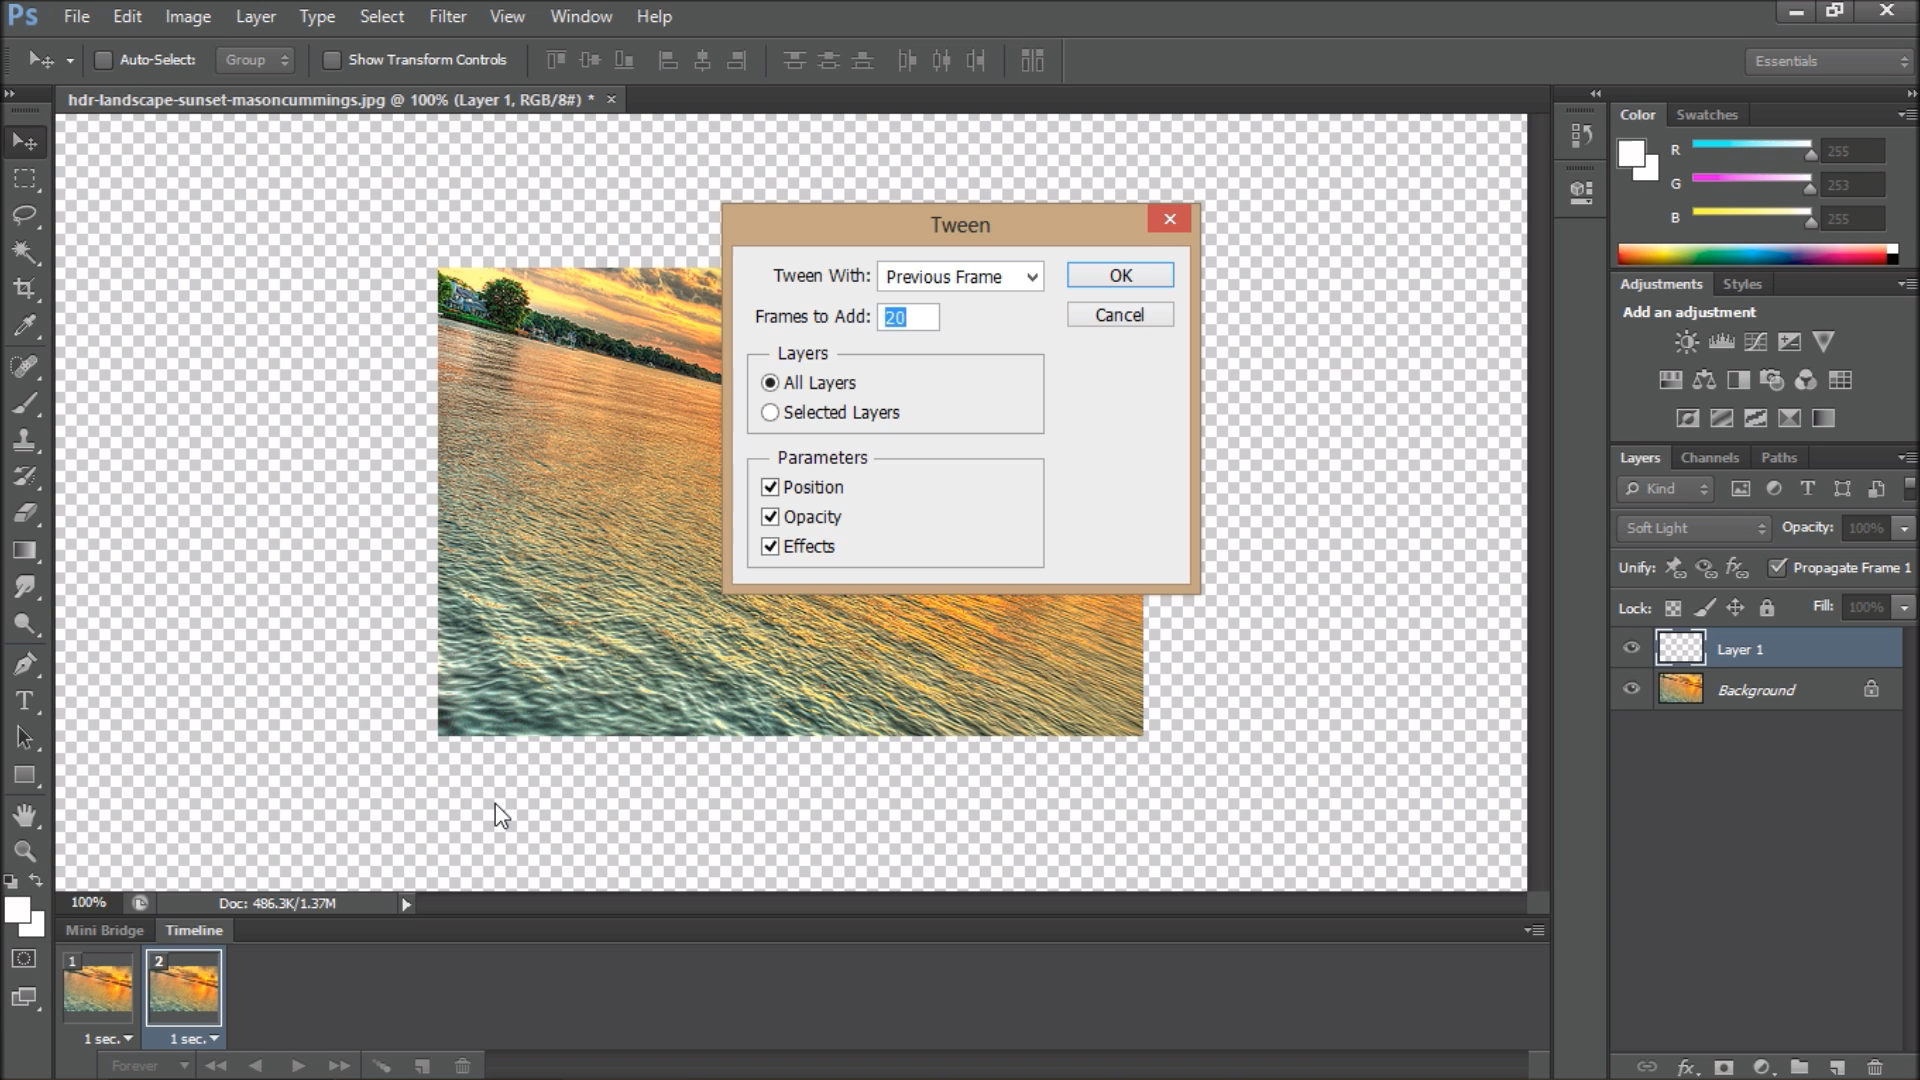 Ps File Edit Image Layer Type Select Filter View Window Help
Auto-Select: Group Show Transform Controls Essentials
hdr-landscape-sunset-masoncummings.jpg @ 100% (Layer 1, RGB/8#) *
Color Swatches
R 255
G 253
B 255
Adjustments Styles
Add an adjustment
Tween
Tween With: Previous Frame OK
Frames to Add: 20 Cancel
Layers
All Layers
Selected Layers
Parameters
Position
Opacity
Effects
Layers Channels Paths
Kind
Soft Light Opacity: 100%
Unify: Propagate Frame 1
Lock: Fill: 100%
Layer 1
Background
100% Doc: 486.3K/1.37M
Mini Bridge Timeline
1 2
1 sec. 1 sec.
Forever